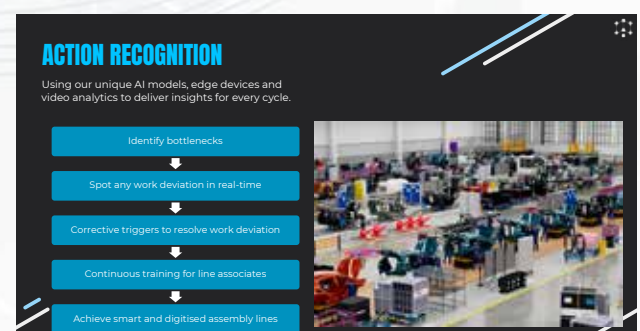 ACTION RECOGNITION
Using our unique AI models, edge devices and
video analytics to deliver insights for every cycle.
Identify bottlenecks
Spot any work deviation in real-time
Corrective triggers to resolve work deviation
Continuous training for line associates
Achieve smart and digitised assembly lines